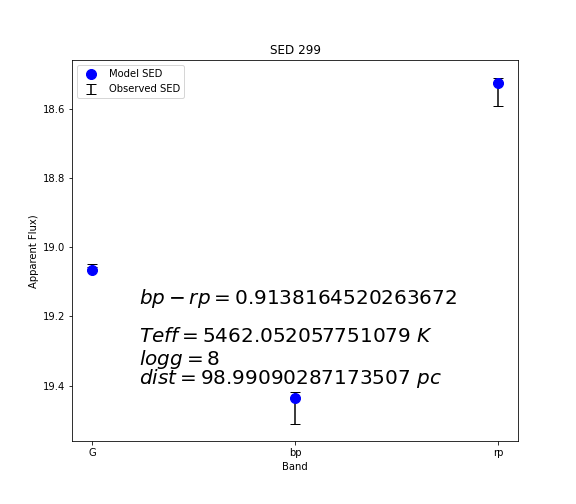 SED 299
Model SED
Observed SED
18.6
18.8
19.0
19.2
19.4
Apparent Flux)
bp − rp = 0.9138164520263672
Teff = 5462.052057751079 K
logg = 8
dist = 98.99090287173507 pc
G
bp
rp
Band